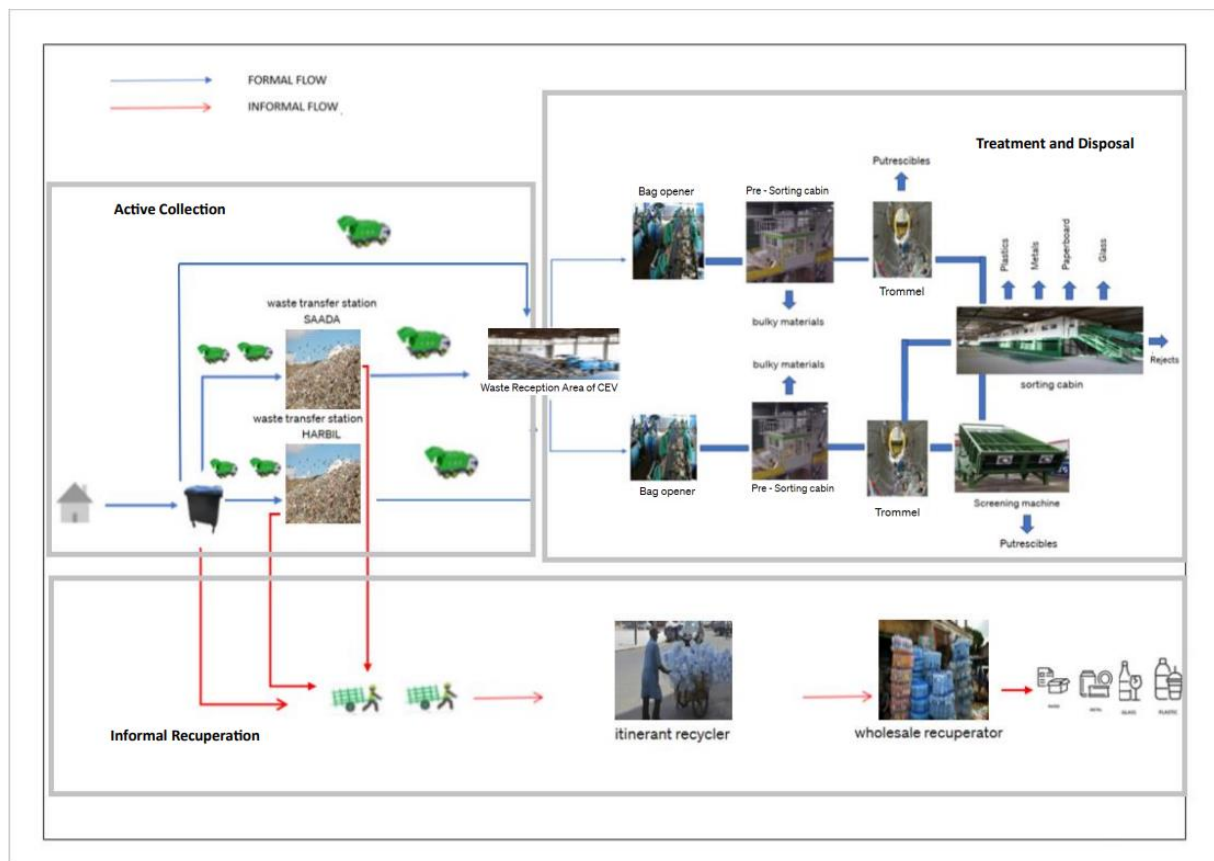 FORMAL FLOW
INFORMAL FLOW
Treatment and Disposal
Active Collection
Putrescibles
Bag opener
Pre - Sorting cabin
Plastics
Metals
Paperboard
Glass
Trommel
waste transfer station
SAADA
bulky materials
Waste Reception Area of CEV
bulky materials
Rejects
sorting cabin
waste transfer station
HARBIL
Bag opener
Pre - Sorting cabin
Trommel
Screening machine
Putrescibles
Informal Recuperation
itinerant recycler
wholesale recuperator
METAL
GLASS
PLASTIC